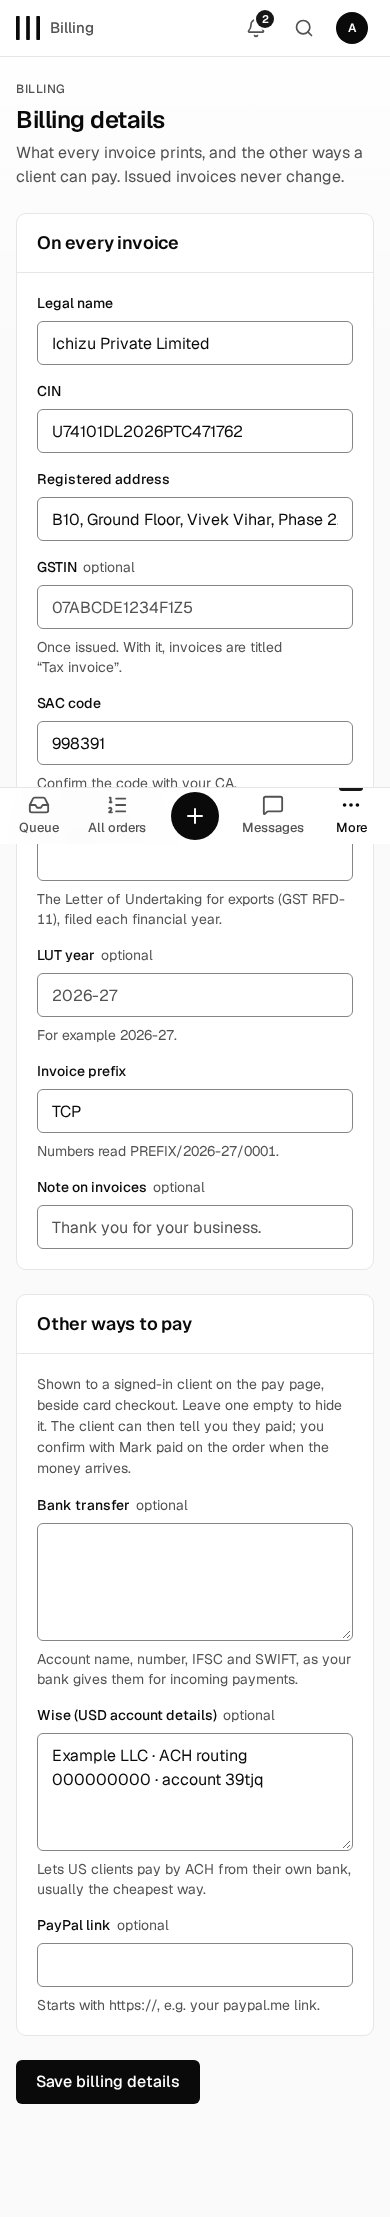 Billing
2
A
BILLING
Billing details
What every invoice prints, and the other ways a
client can pay. Issued invoices never change.
On every invoice
Legal name
Ichizu Private Limited
CIN
U74101DL2026PTC471762
Registered address
B10, Ground Floor, Vivek Vihar, Phase 2,
GSTIN optional
07ABCDE1234F1Z5
Once issued. With it, invoices are titled
“Tax invoice”.
SAC code
998391
Confirm the code with your CA.
Queue
All orders
Messages
More
The Letter of Undertaking for exports (GST RFD-
11), filed each financial year.
LUT year optional
2026-27
For example 2026-27.
Invoice prefix
TCP
Numbers read PREFIX/2026-27/0001.
Note on invoices optional
Thank you for your business.
Other ways to pay
Shown to a signed-in client on the pay page,
beside card checkout. Leave one empty to hide
it. The client can then tell you they paid; you
confirm with Mark paid on the order when the
money arrives.
Bank transfer optional
Account name, number, IFSC and SWIFT, as your
bank gives them for incoming payments.
Wise (USD account details) optional
Example LLC · ACH routing
000000000 · account 39tjq
Lets US clients pay by ACH from their own bank,
usually the cheapest way.
PayPal link optional
Starts with https://, e.g. your paypal.me link.
Save billing details